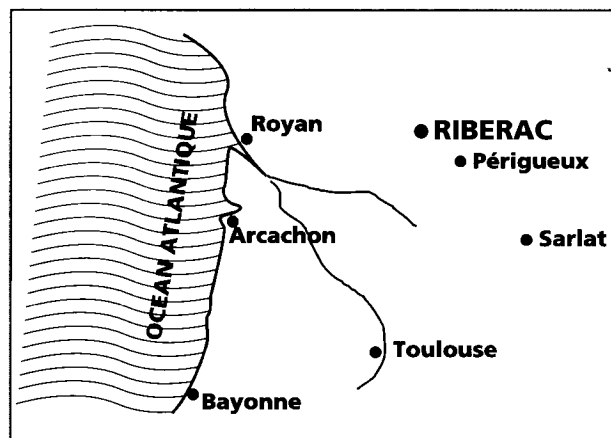 Royan
RIBERAC
Périgueux
OCEAN ATLANTIQUE
Arcachon
Sarlat
Toulouse
Bayonne